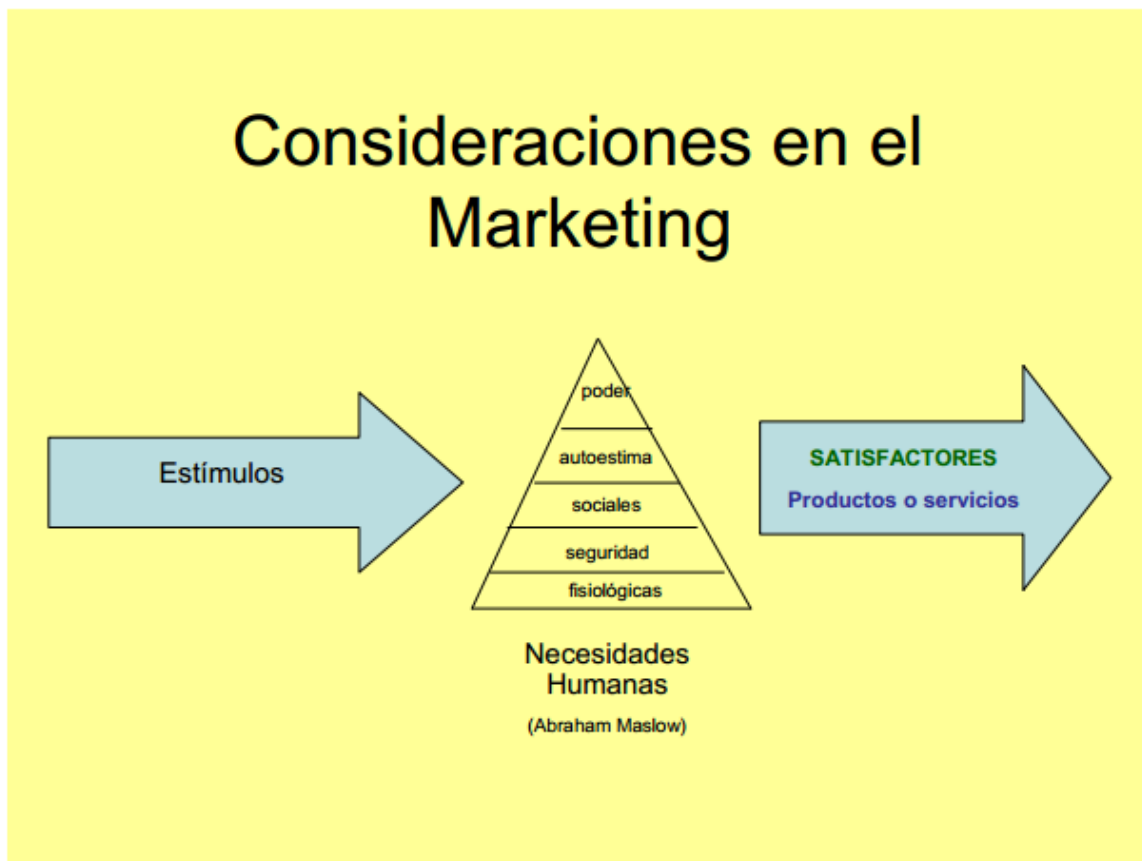 Consideraciones en el
Marketing
Estímulos
poder
autoestima
sociales
seguridad
fisiológicas
Necesidades
Humanas
(Abraham Maslow)
SATISFACTORES
Productos o servicios